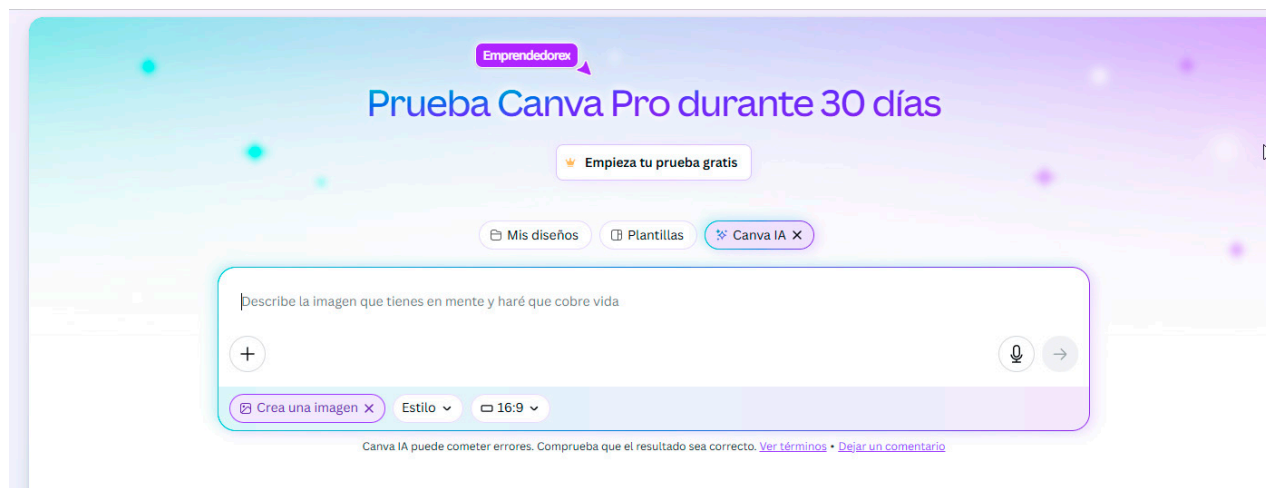 Emprendedorex
Prueba Canva Pro durante 30 días
Empieza tu prueba gratis
Mis diseños Plantillas Canva IA
Describe la imagen que tienes en mente y haré que cobre vida
Crea una imagen Estilo 16:9
Canva IA puede cometer errores. Comprueba que el resultado sea correcto. Ver términos • Dejar un comentario